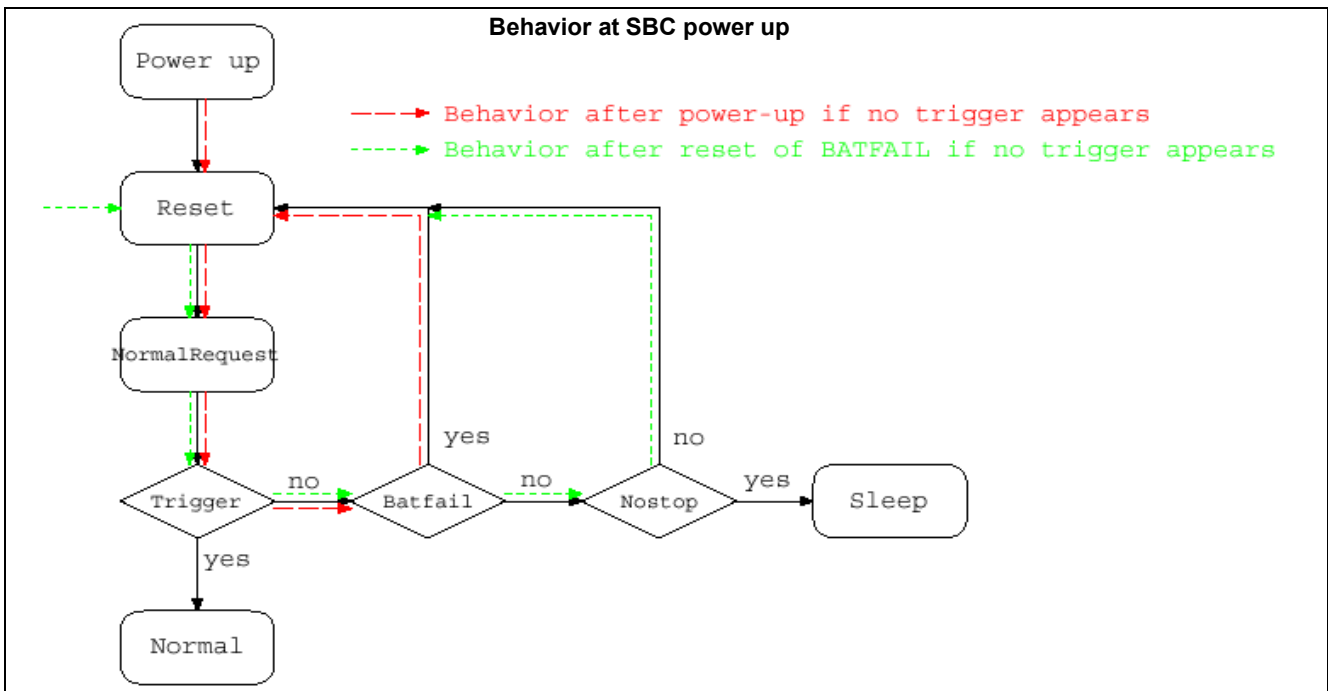 Behavior at SBC power up
Power up
Behavior after power-up if no trigger appears
Behavior after reset of BATFAIL if no trigger appears
Reset
NormalRequest
yes
no
no
no
yes
Trigger
Batfail
Nostop
Sleep
yes
Normal